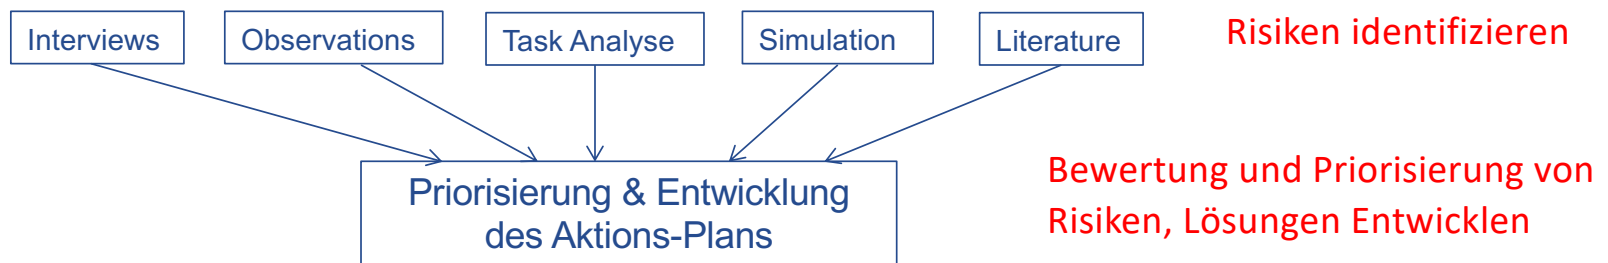 Interviews
Observations
Task Analyse
Simulation
Literature
Risiken identifizieren
Priorisierung & Entwicklung
des Aktions-Plans
Bewertung und Priorisierung von
Risiken, Lösungen Entwicklen